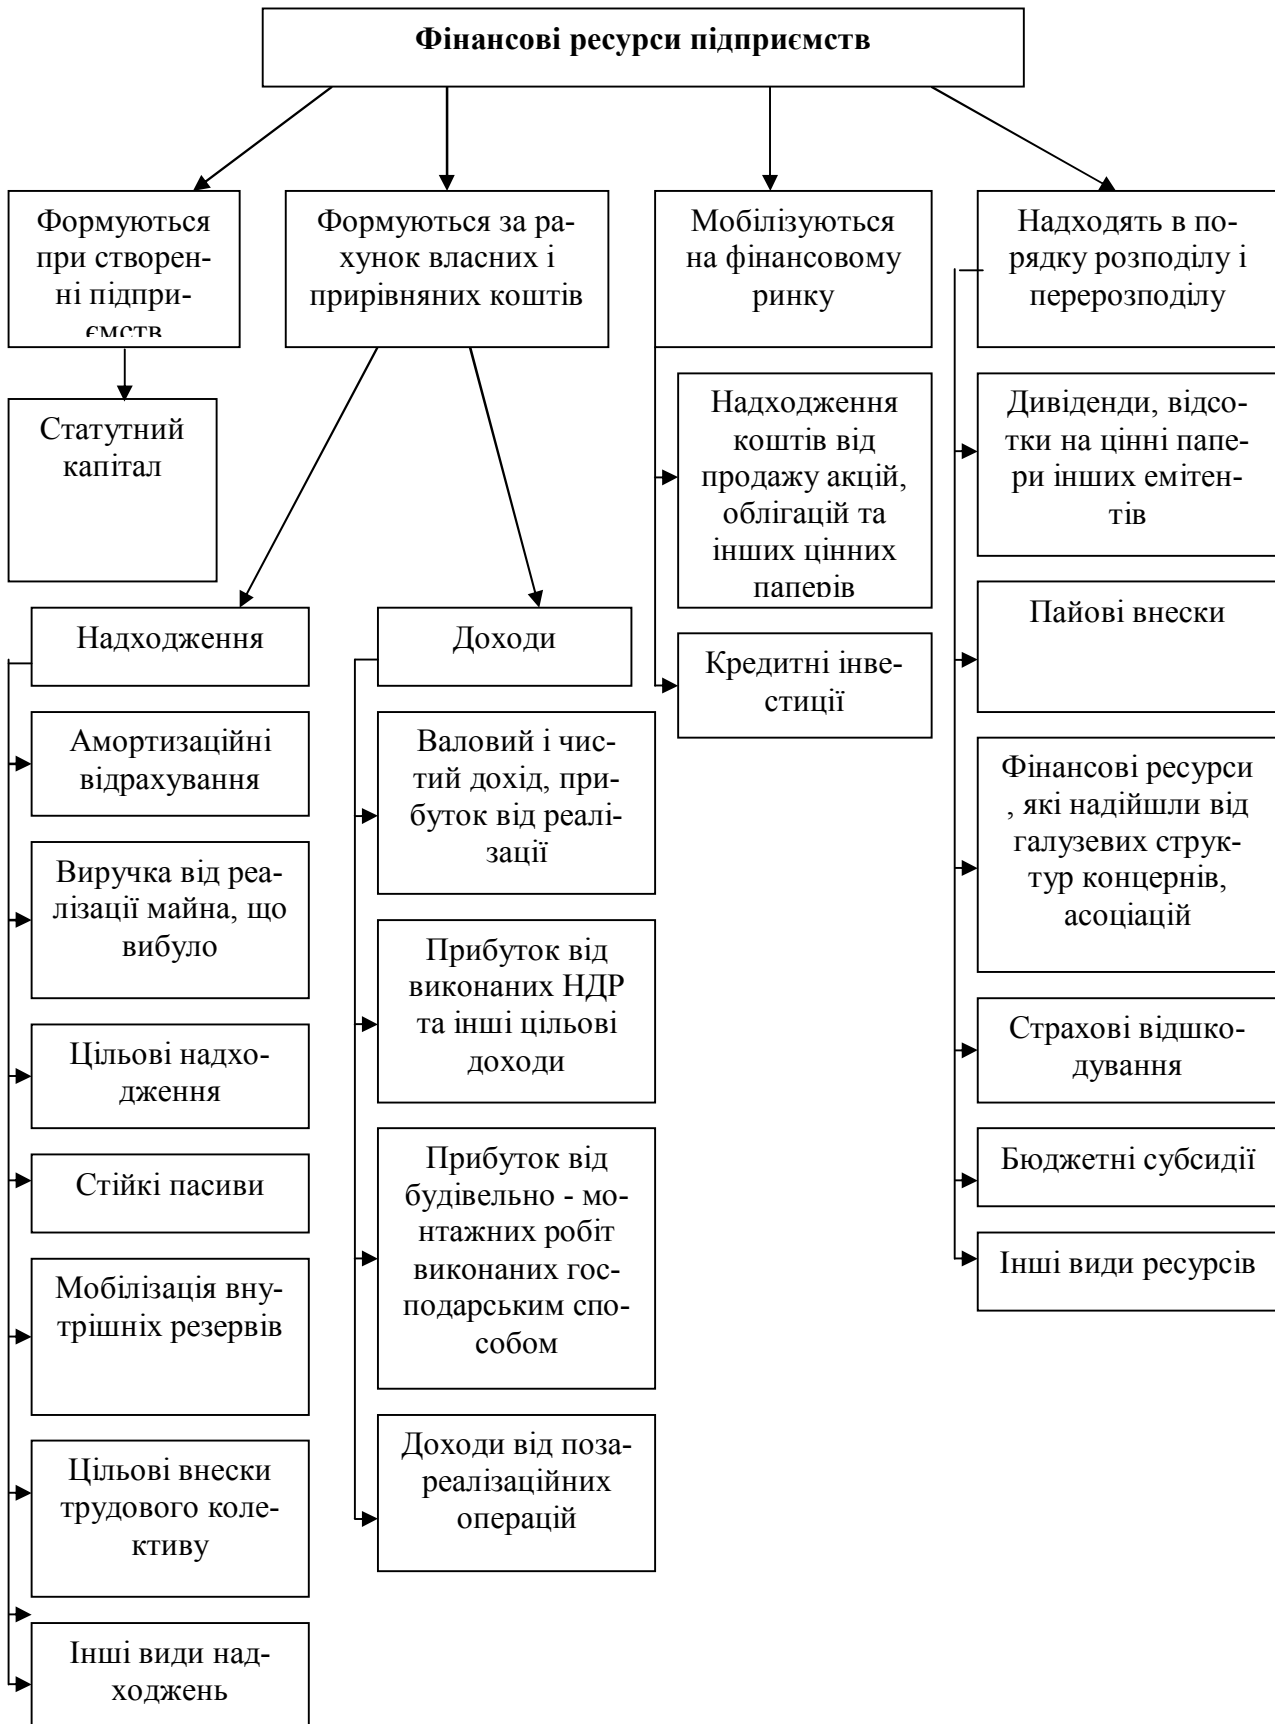 Фінансові ресурси підприємств
Формуються
при створен-
ні підпри-
ємств
Формуються за ра-
хунок власних і
прирівняних коштів
Мобілізуються
на фінансовому
ринку
Надходять в по-
рядку розподілу і
перерозподілу
Статутний
капітал
Надходження
коштів від
продажу акцій,
облігацій та
інших цінних
паперів
Дивіденди, відсо-
тки на цінні папе-
ри інших емітен-
тів
Надходження
Доходи
Кредитні інве-
стиції
Пайові внески
Амортизаційні
відрахування
Валовий і чис-
тий дохід, при-
буток від реалі-
зації
Фінансові ресурси
, які надійшли від
галузевих струк-
тур концернів,
асоціацій
Виручка від реа-
лізації майна, що
вибуло
Прибуток від
виконаних НДР
та інші цільові
доходи
Цільові надхо-
дження
Страхові відшко-
дування
Стійкі пасиви
Прибуток від
будівельно - мо-
нтажних робіт
виконаних гос-
подарським спо-
собом
Бюджетні субсидії
Мобілізація вну-
трішніх резервів
Інші види ресурсів
Цільові внески
трудового коле-
ктиву
Доходи від поза-
реалізаційних
операцій
Інші види над-
ходжень